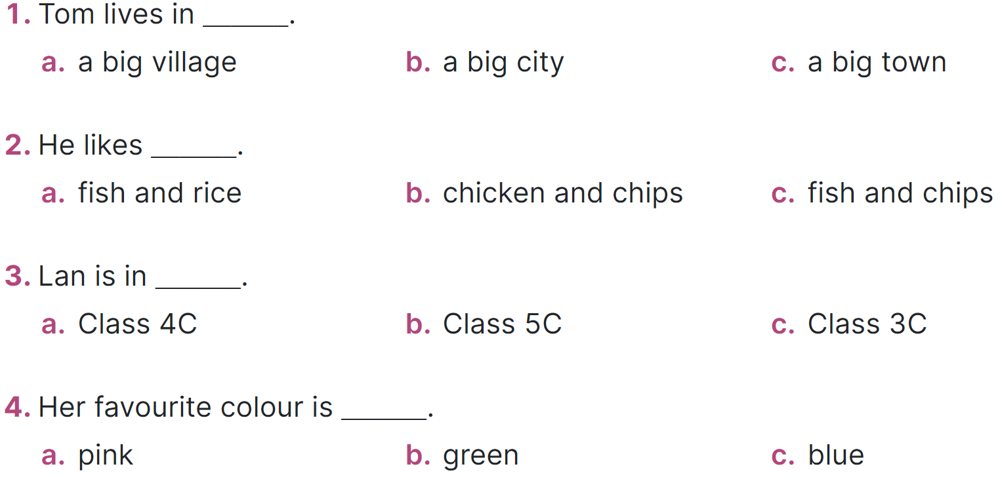 1. Tom lives in ______.
a. a big village b. a big city c. a big town
2. He likes ______.
a. fish and rice b. chicken and chips c. fish and chips
3. Lan is in ______.
a. Class 4C b. Class 5C c. Class 3C
4. Her favourite colour is ______.
a. pink b. green c. blue